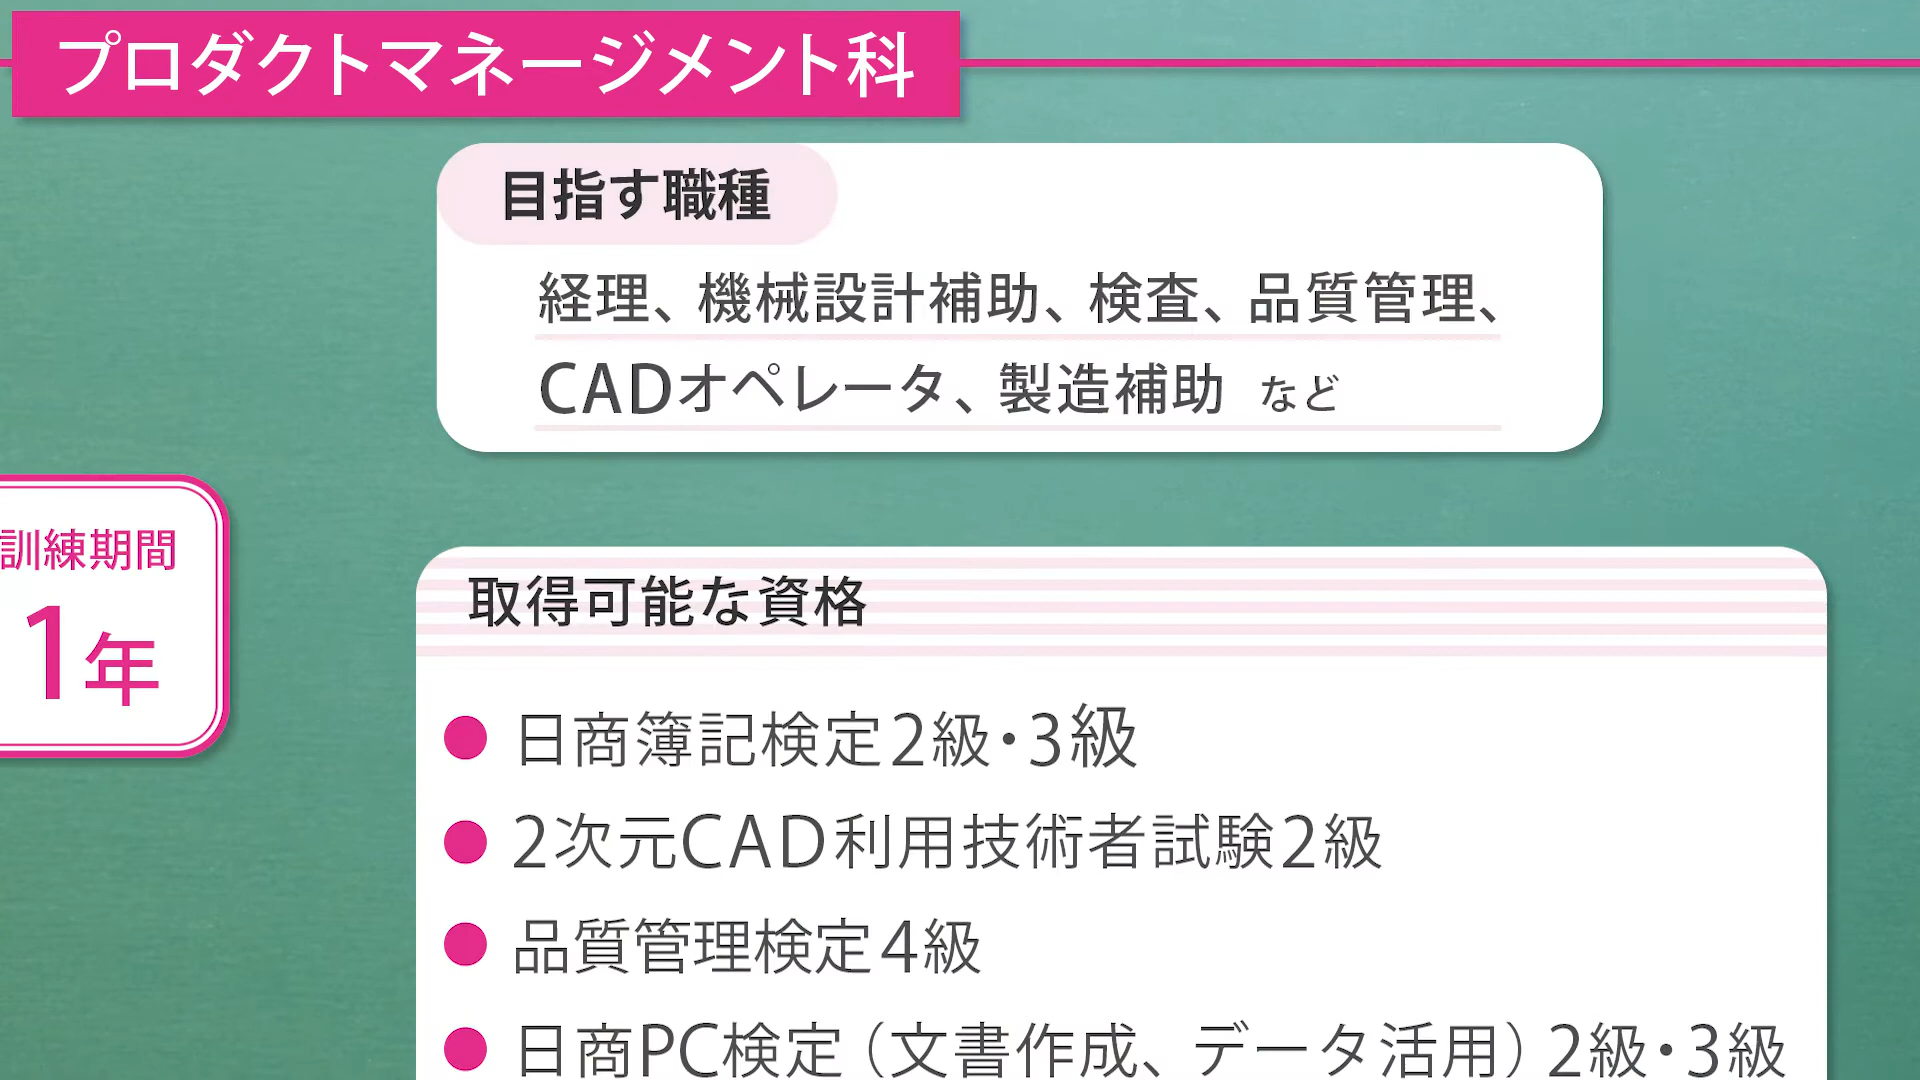 プロダクトマネージメント科
目指す職種
経理、機械設計補助、検査、品質管理、
CADオペレータ、製造補助 など
訓練期間
1年
取得可能な資格
● 日商簿記検定2級・3級
● 2次元CAD利用技術者試験2級
● 品質管理検定4級
● 日商PC検定（文書作成、データ活用）2級・3級